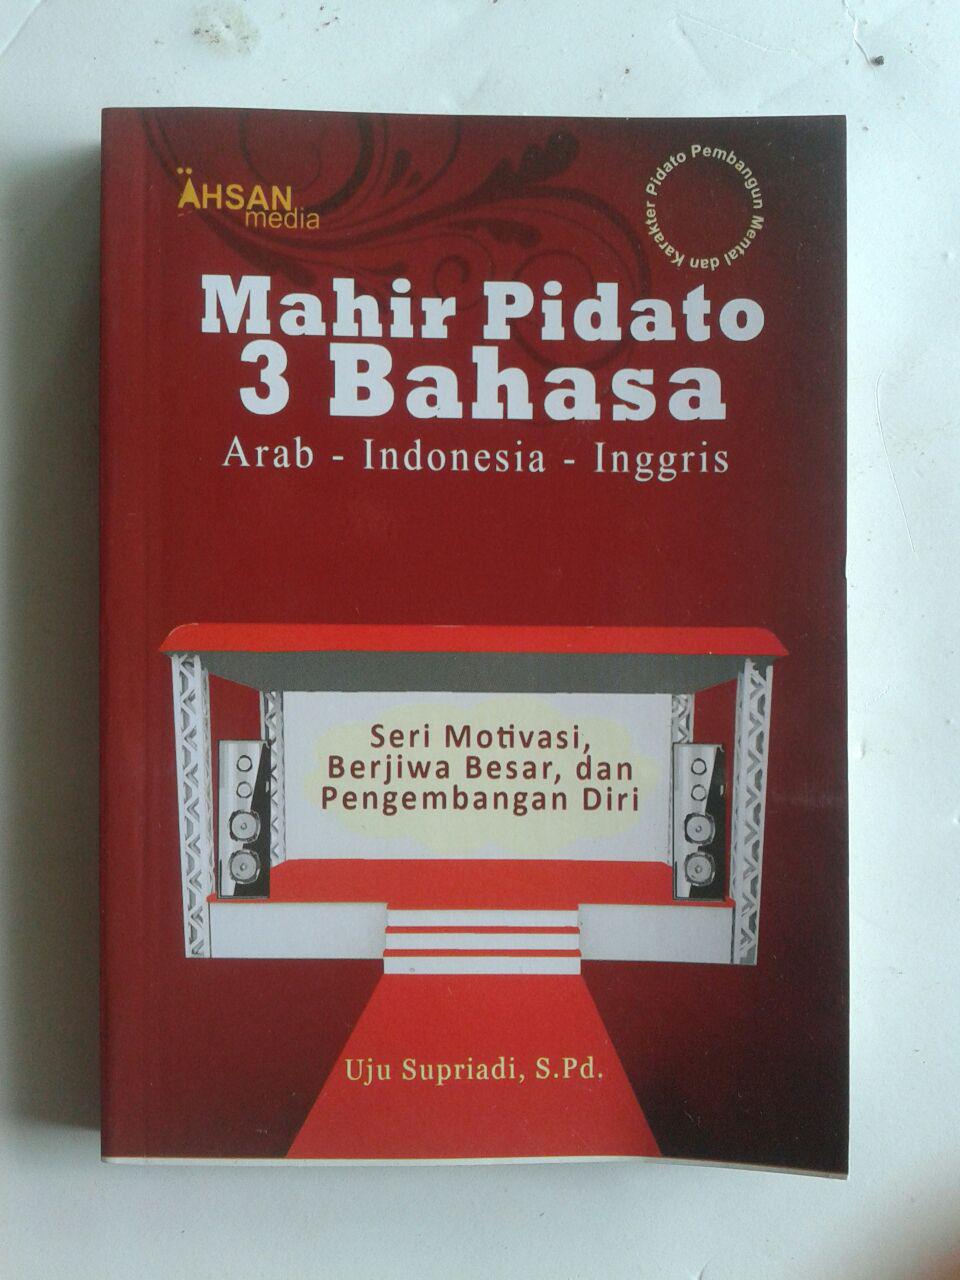 ÄHSAN
media
Pidato Pembangun Mental dan Karakter
Mahir Pidato
3 Bahasa
Arab - Indonesia - Inggris
Seri Motivasi,
Berjiwa Besar, dan
Pengembangan Diri
Uju Supriadi, S.Pd.